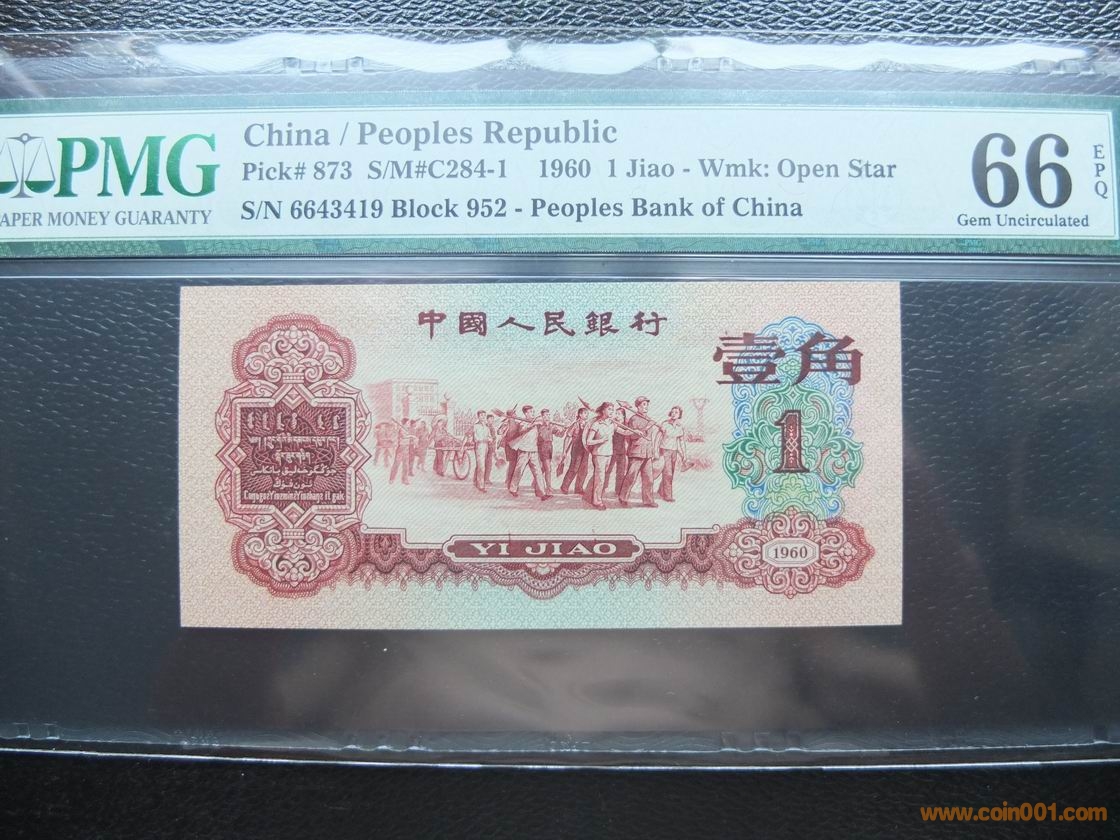 PMG
APER MONEY GUARANTY
China / Peoples Republic
Pick# 873 S/M#C284-1 1960 1 Jiao - Wmk: Open Star
S/N 6643419 Block 952 - Peoples Bank of China
66
EPQ
Gem Uncirculated
中國人民銀行
壹角
1
YI JIAO
1960
www.coin001.com